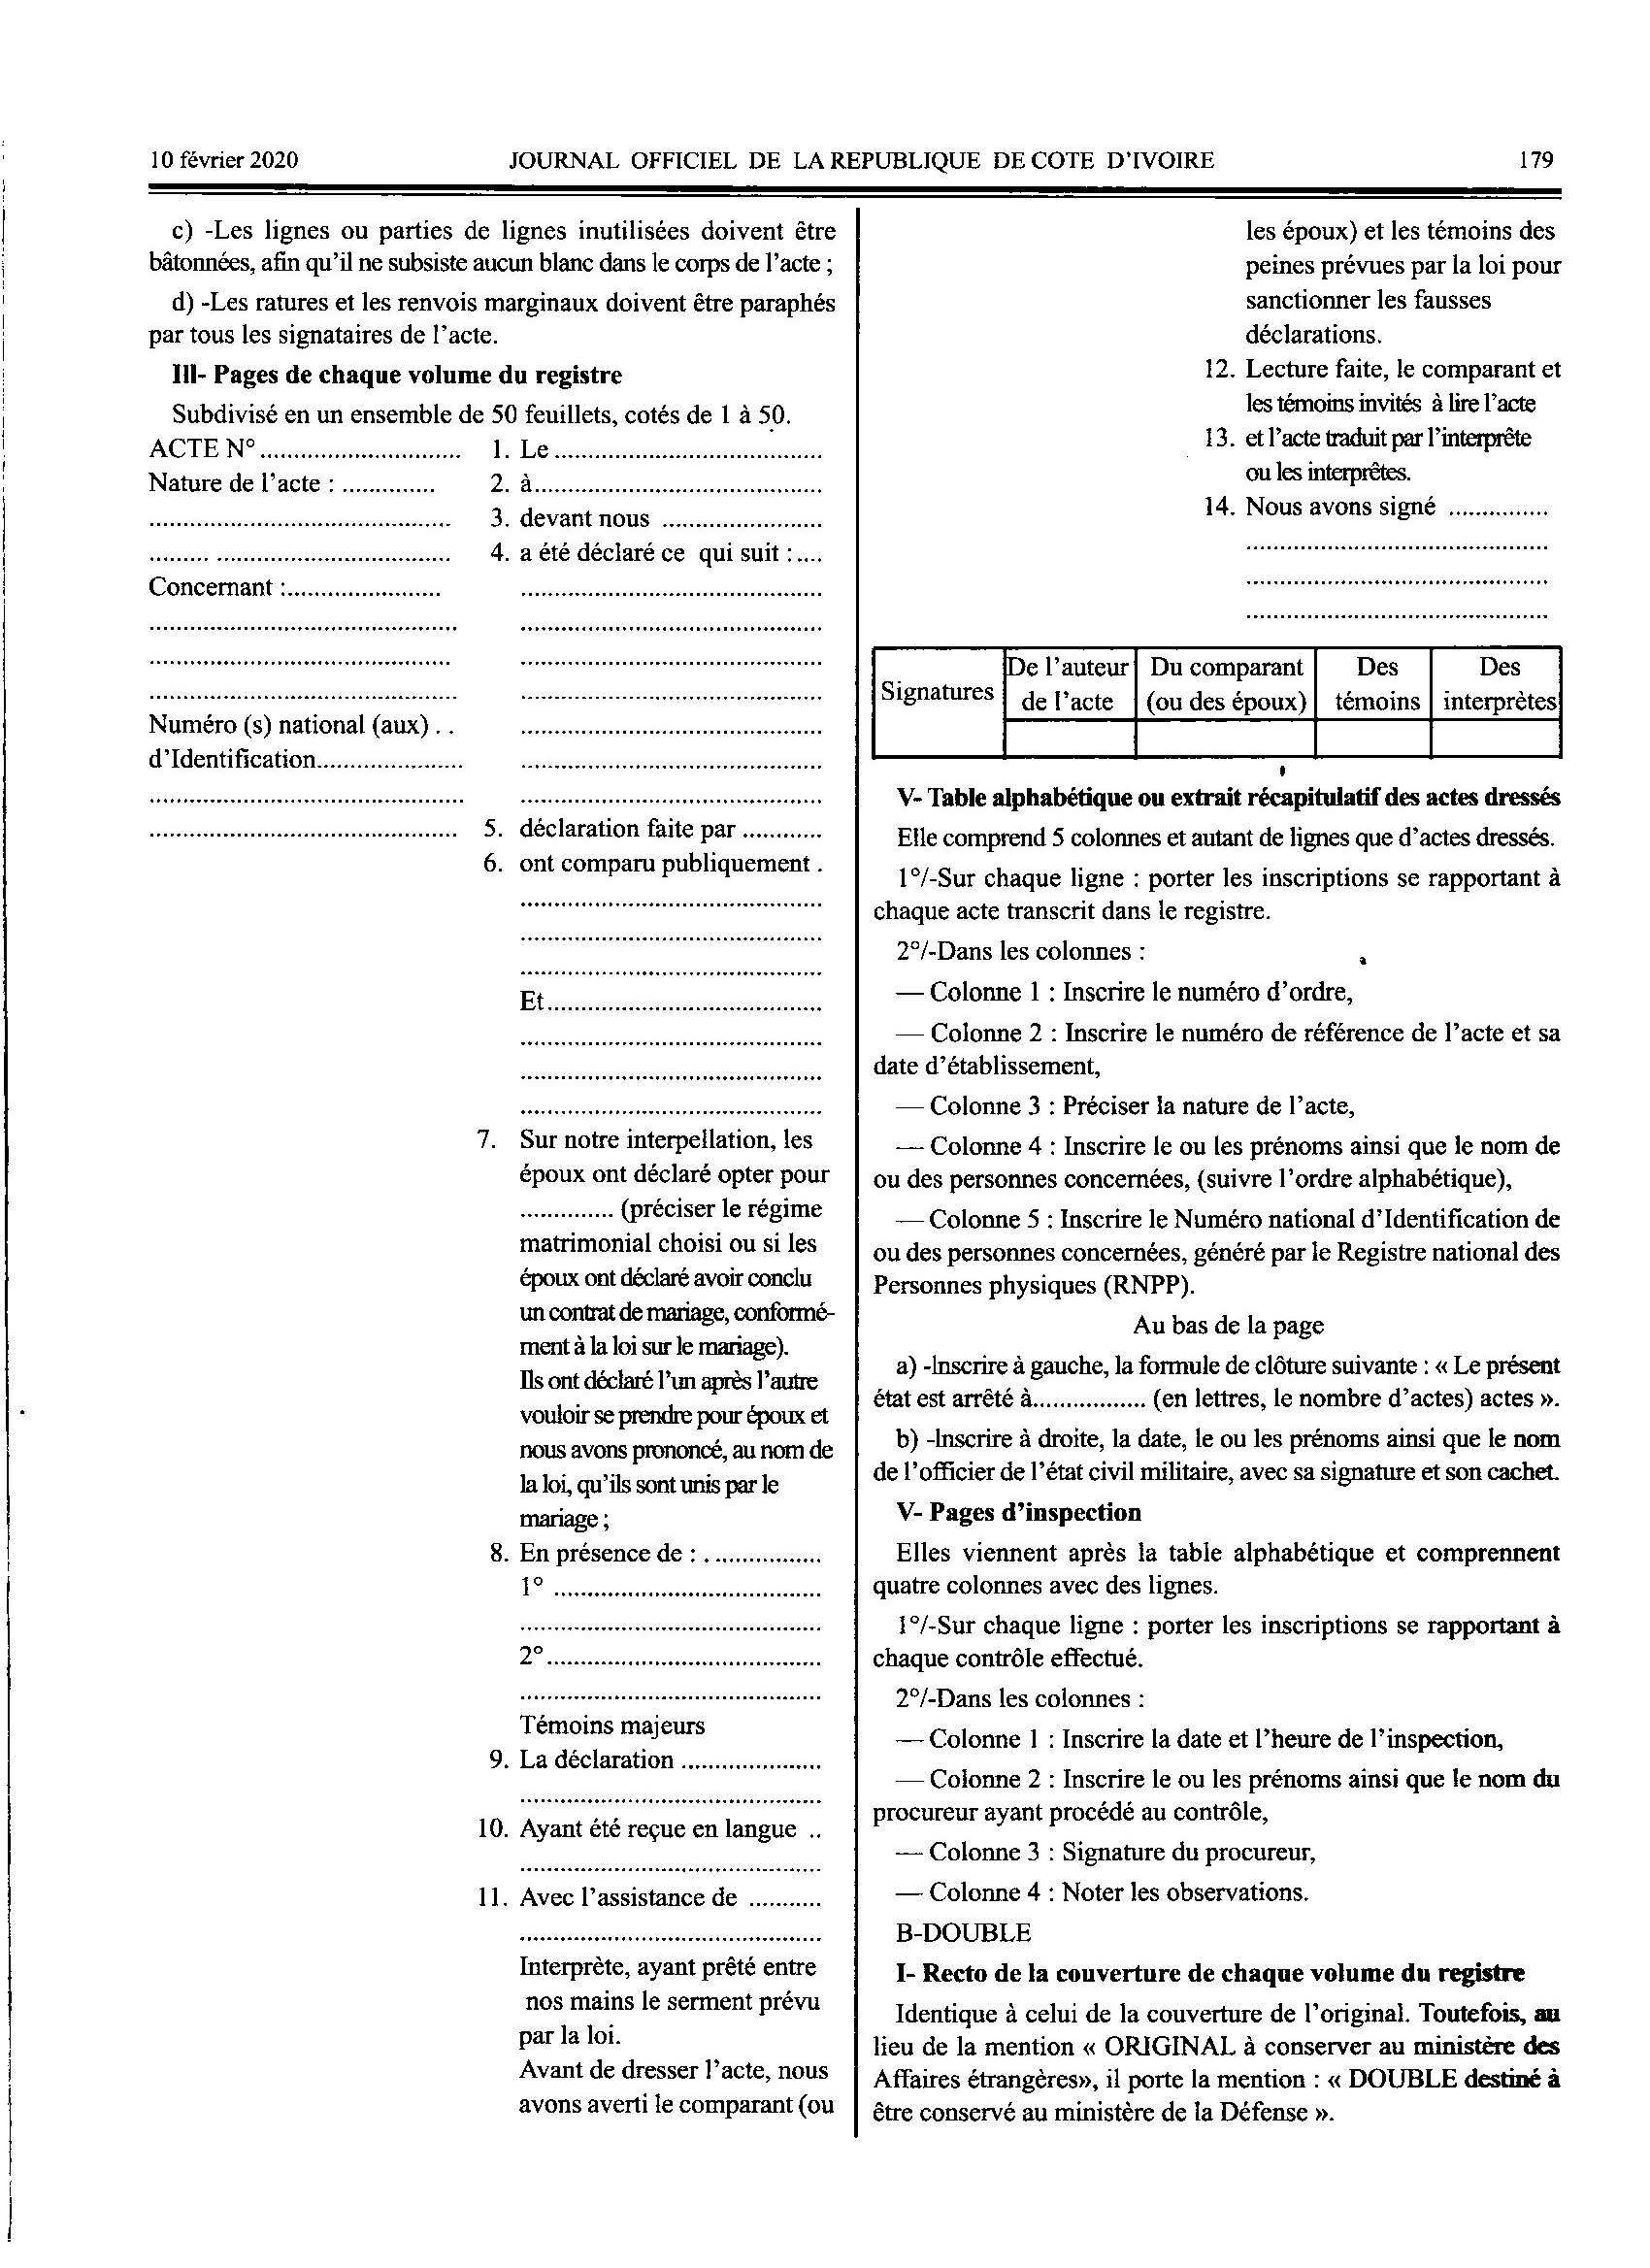 10 février 2020 JOURNAL OFFICIEL DE LA REPUBLIQUE DE COTE D'IVOIRE 179
c) -Les lignes ou parties de lignes inutilisées doivent être
bâtonnées, afin qu'il ne subsiste aucun blanc dans le corps de l'acte ;
d) -Les ratures et les renvois marginaux doivent être paraphés
par tous les signataires de l'acte.
III- Pages de chaque volume du registre
Subdivisé en un ensemble de 50 feuillets, cotés de 1 à 50.
ACTE N° ..............................
Nature de l'acte : ..............
.............................................
......... ...................................
Concernant :.......................
.............................................
.............................................
.............................................
Numéro (s) national (aux) . .
d'Identification......................
.............................................
.............................................
1. Le ........................................
2. à...........................................
3. devant nous ........................
4. a été déclaré ce qui suit : ....
.............................................
.............................................
.............................................
.............................................
.............................................
.............................................
.............................................
5. déclaration faite par ............
6. ont comparu publiquement .
.............................................
.............................................
.............................................
Et.........................................
.............................................
.............................................
.............................................
7. Sur notre interpellation, les
époux ont déclaré opter pour
.............. (préciser le régime
matrimonial choisi ou si les
époux ont déclaré avoir conclu
un contrat de mariage, conformé-
ment à la loi sur le mariage).
Ils ont déclaré l'un après l'autre
vouloir se prendre pour époux et
nous avons prononcé, au nom de
la loi, qu'ils sont unis par le
mariage ;
8. En présence de : . ................
1° ........................................
.............................................
2°.........................................
.............................................
Témoins majeurs
9. La déclaration .....................
.............................................
10. Ayant été reçue en langue ..
.............................................
11. Avec l'assistance de ...........
.............................................
Interprète, ayant prêté entre
nos mains le serment prévu
par la loi.
Avant de dresser l'acte, nous
avons averti le comparant (ou
les époux) et les témoins des
peines prévues par la loi pour
sanctionner les fausses
déclarations.
12. Lecture faite, le comparant et
les témoins invités à lire l'acte
13. et l'acte traduit par l'interprête
ou les interprêtes.
14. Nous avons signé ...............
.............................................
.............................................
.............................................
Signatures De l'auteur de l'acte Du comparant (ou des époux) Des témoins Des interprètes
V- Table alphabétique ou extrait récapitulatif des actes dressés
Elle comprend 5 colonnes et autant de lignes que d'actes dressés.
1°/-Sur chaque ligne : porter les inscriptions se rapportant à
chaque acte transcrit dans le registre.
2°/-Dans les colonnes :
— Colonne 1 : Inscrire le numéro d'ordre,
— Colonne 2 : Inscrire le numéro de référence de l'acte et sa
date d'établissement,
— Colonne 3 : Préciser la nature de l'acte,
— Colonne 4 : Inscrire le ou les prénoms ainsi que le nom de
ou des personnes concernées, (suivre l'ordre alphabétique),
— Colonne 5 : Inscrire le Numéro national d'Identification de
ou des personnes concernées, généré par le Registre national des
Personnes physiques (RNPP).
Au bas de la page
a) -Inscrire à gauche, la formule de clôture suivante : « Le présent
état est arrêté à................. (en lettres, le nombre d'actes) actes ».
b) -Inscrire à droite, la date, le ou les prénoms ainsi que le nom
de l'officier de l'état civil militaire, avec sa signature et son cachet.
V- Pages d'inspection
Elles viennent après la table alphabétique et comprennent
quatre colonnes avec des lignes.
1°/-Sur chaque ligne : porter les inscriptions se rapportant à
chaque contrôle effectué.
2°/-Dans les colonnes :
— Colonne 1 : Inscrire la date et l'heure de l'inspection,
— Colonne 2 : Inscrire le ou les prénoms ainsi que le nom du
procureur ayant procédé au contrôle,
— Colonne 3 : Signature du procureur,
— Colonne 4 : Noter les observations.
B-DOUBLE
I- Recto de la couverture de chaque volume du registre
Identique à celui de la couverture de l'original. Toutefois, au
lieu de la mention « ORIGINAL à conserver au ministère des
Affaires étrangères», il porte la mention : « DOUBLE destiné à
être conservé au ministère de la Défense ».